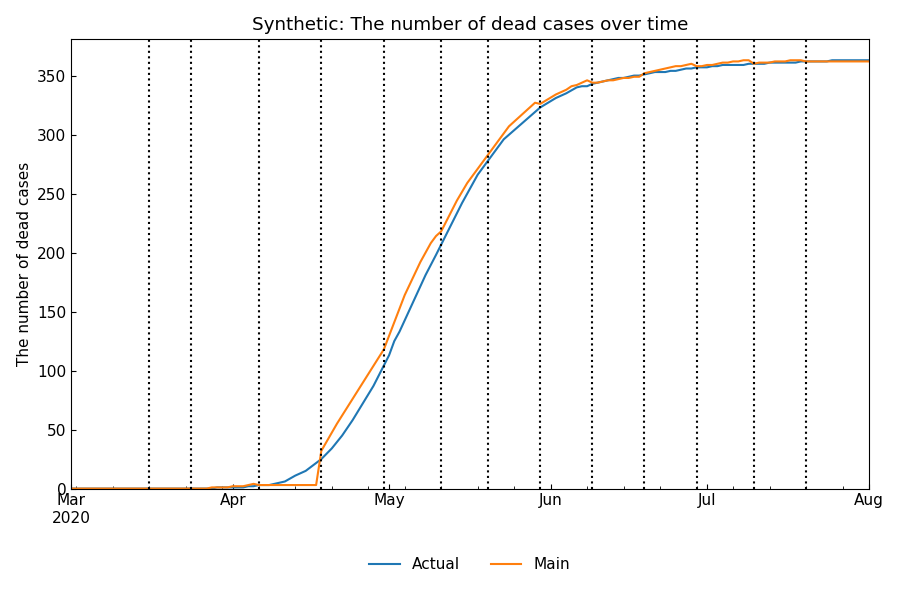 Synthetic: The number of dead cases over time
The number of dead cases
350
300
250
200
150
100
50
0
Mar Apr May Jun Jul Aug
2020
Actual Main